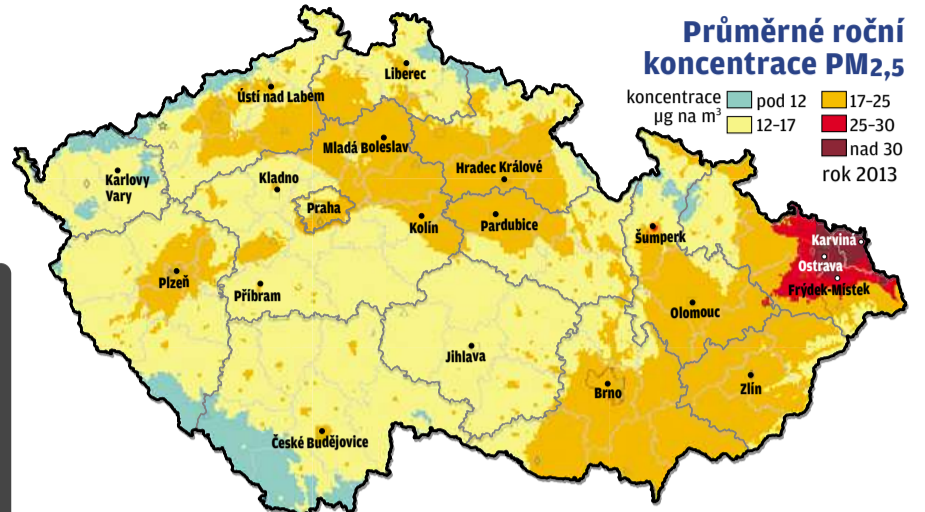 Průměrné roční
koncentrace PM2,5
koncentrace
µg na m³
pod 12
17–25
12–17
25–30
nad 30
rok 2013
Liberec
Ústí nad Labem
Mladá Boleslav
Hradec Králové
Karlovy
Vary
Kladno
Praha
Kolín
Pardubice
Šumperk
Karviná
Ostrava
Frýdek-Místek
Plzeň
Příbram
Olomouc
Jihlava
Brno
Zlín
České Budějovice